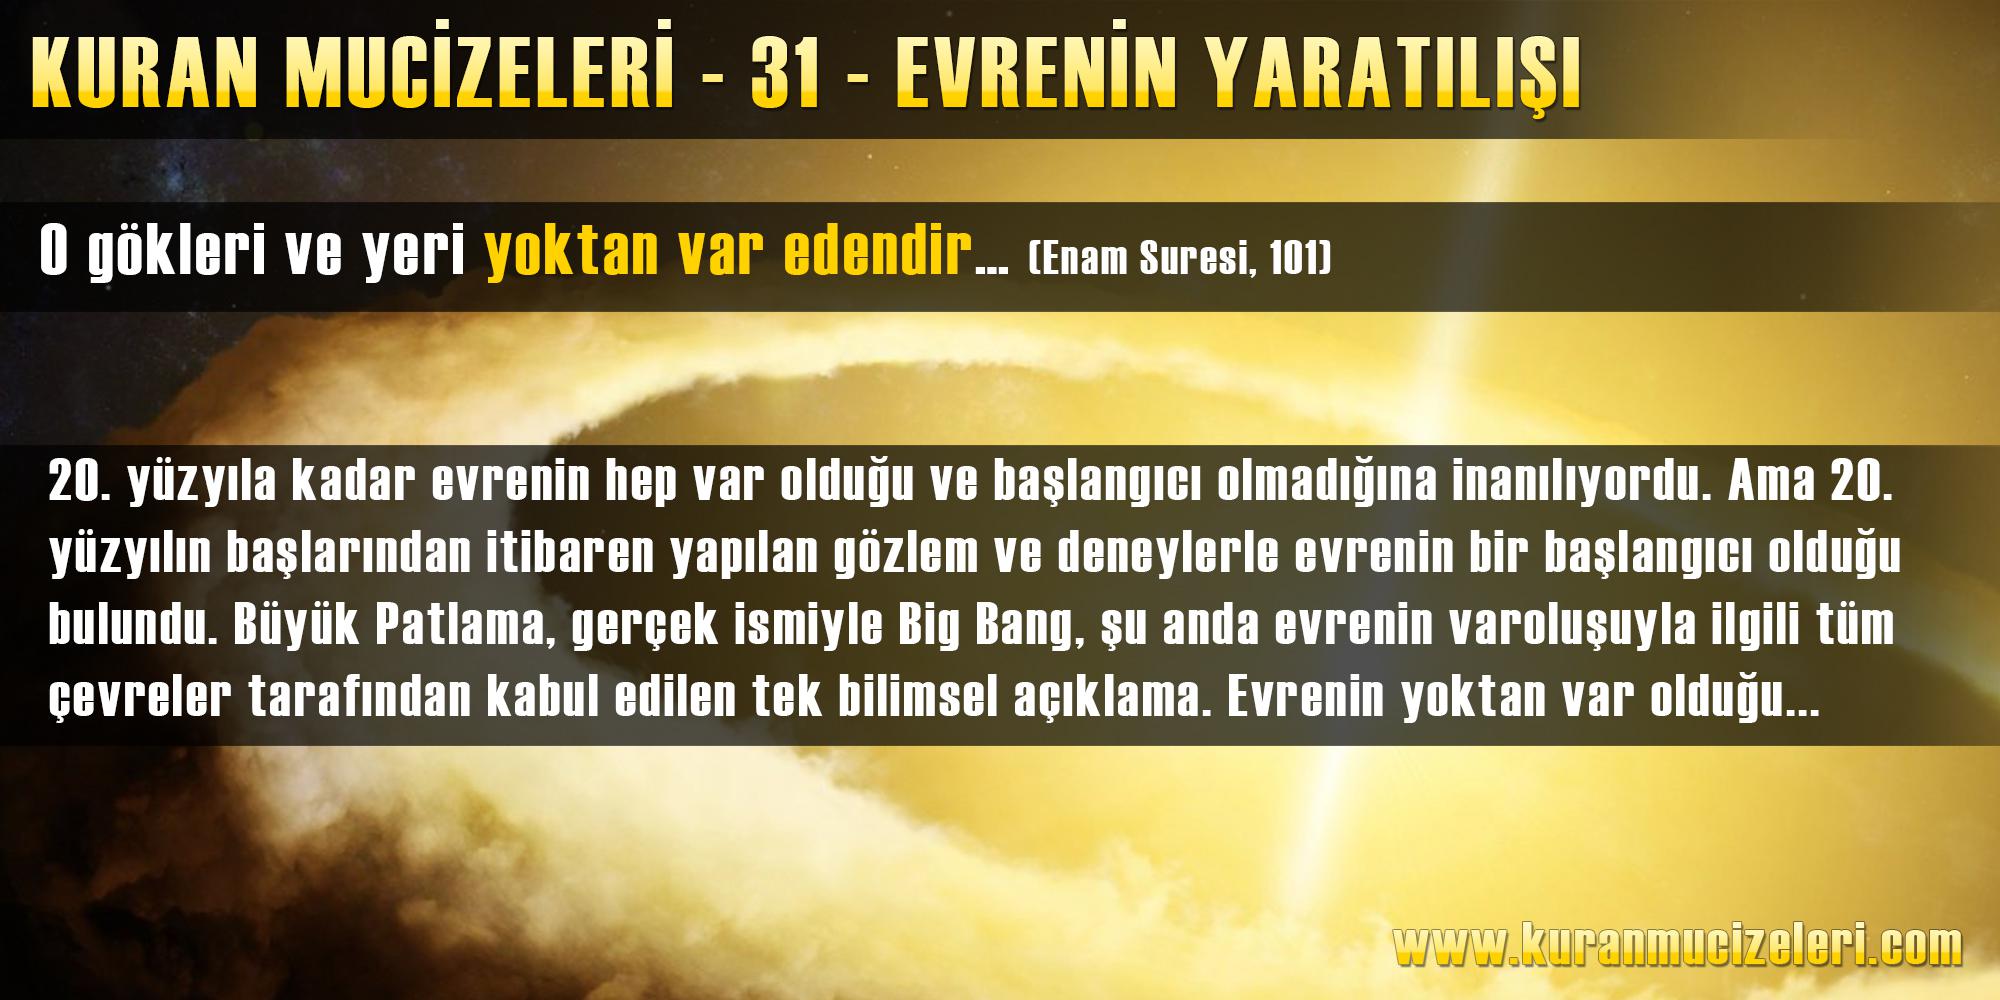 KURAN MUCİZELERİ - 31 - EVRENİN YARATILIŞI
O gökleri ve yeri yoktan var edendir... (Enam Suresi, 101)
20. yüzyıla kadar evrenin hep var olduğu ve başlangıcı olmadığına inanılıyordu. Ama 20.
yüzyılın başlarından itibaren yapılan gözlem ve deneylerle evrenin bir başlangıcı olduğu
bulundu. Büyük Patlama, gerçek ismiyle Big Bang, şu anda evrenin varoluşuyla ilgili tüm
çevreler tarafından kabul edilen tek bilimsel açıklama. Evrenin yoktan var olduğu...
www.kuranmucizeleri.com